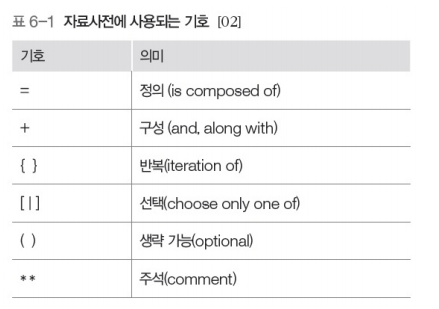 표 6-1 자료사전에 사용되는 기호 [02]
기호 의미
= 정의 (is composed of)
+ 구성 (and, along with)
{ } 반복(iteration of)
[ | ] 선택(choose only one of)
( ) 생략 가능(optional)
** 주석(comment)